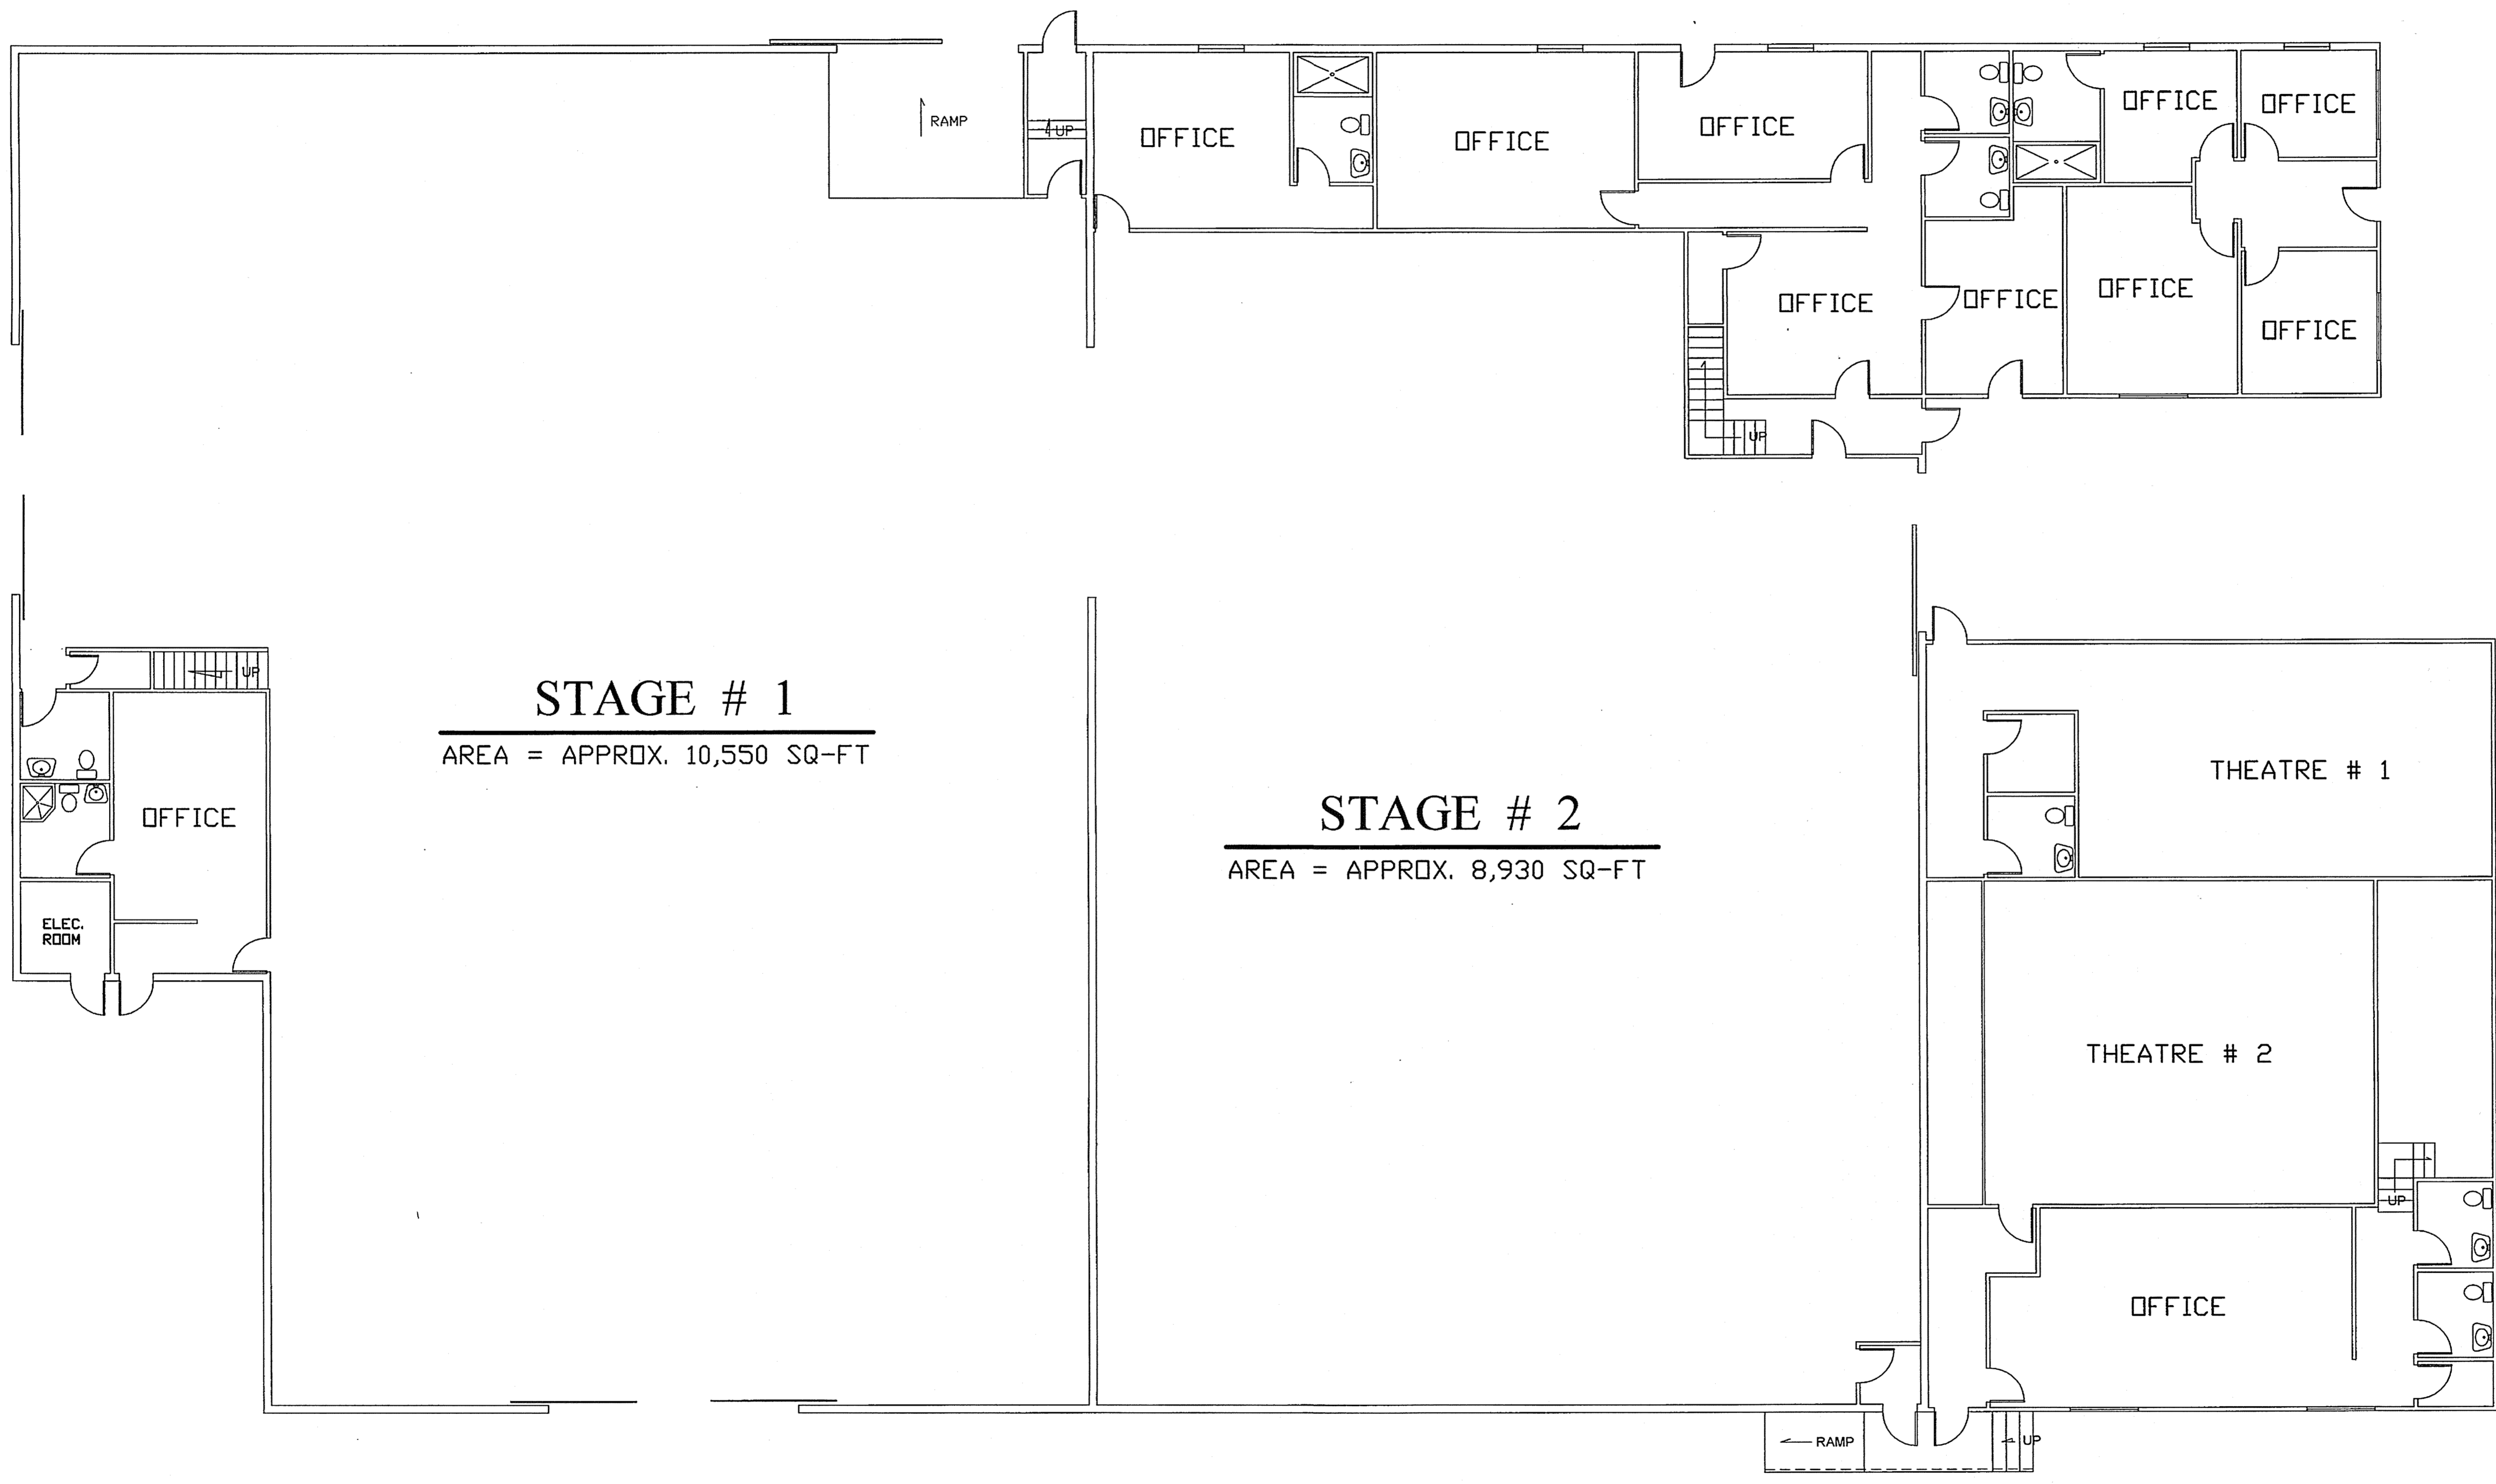 RAMP
UP
OFFICE
OFFICE
OFFICE
OFFICE
OFFICE
OFFICE
OFFICE
OFFICE
OFFICE
UP
UP
STAGE # 1
AREA = APPROX. 10,550 SQ-FT
OFFICE
ELEC.
ROOM
STAGE # 2
AREA = APPROX. 8,930 SQ-FT
THEATRE # 1
THEATRE # 2
UP
OFFICE
RAMP
UP